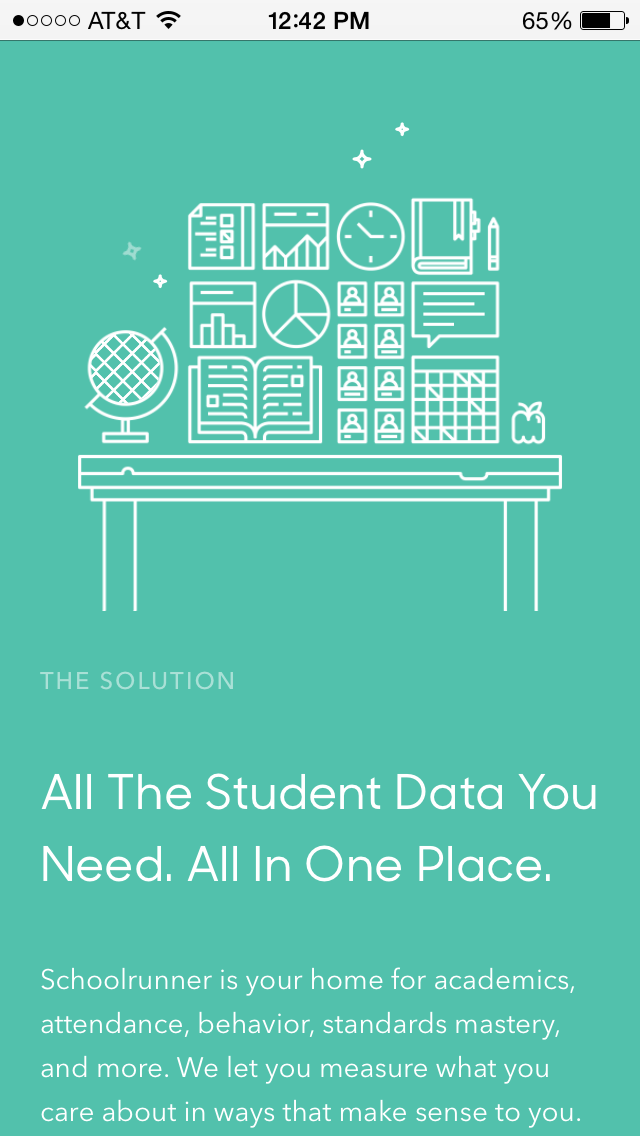 AT&T 12:42 PM 65%
THE SOLUTION
All The Student Data You
Need. All In One Place.
Schoolrunner is your home for academics,
attendance, behavior, standards mastery,
and more. We let you measure what you
care about in ways that make sense to you.